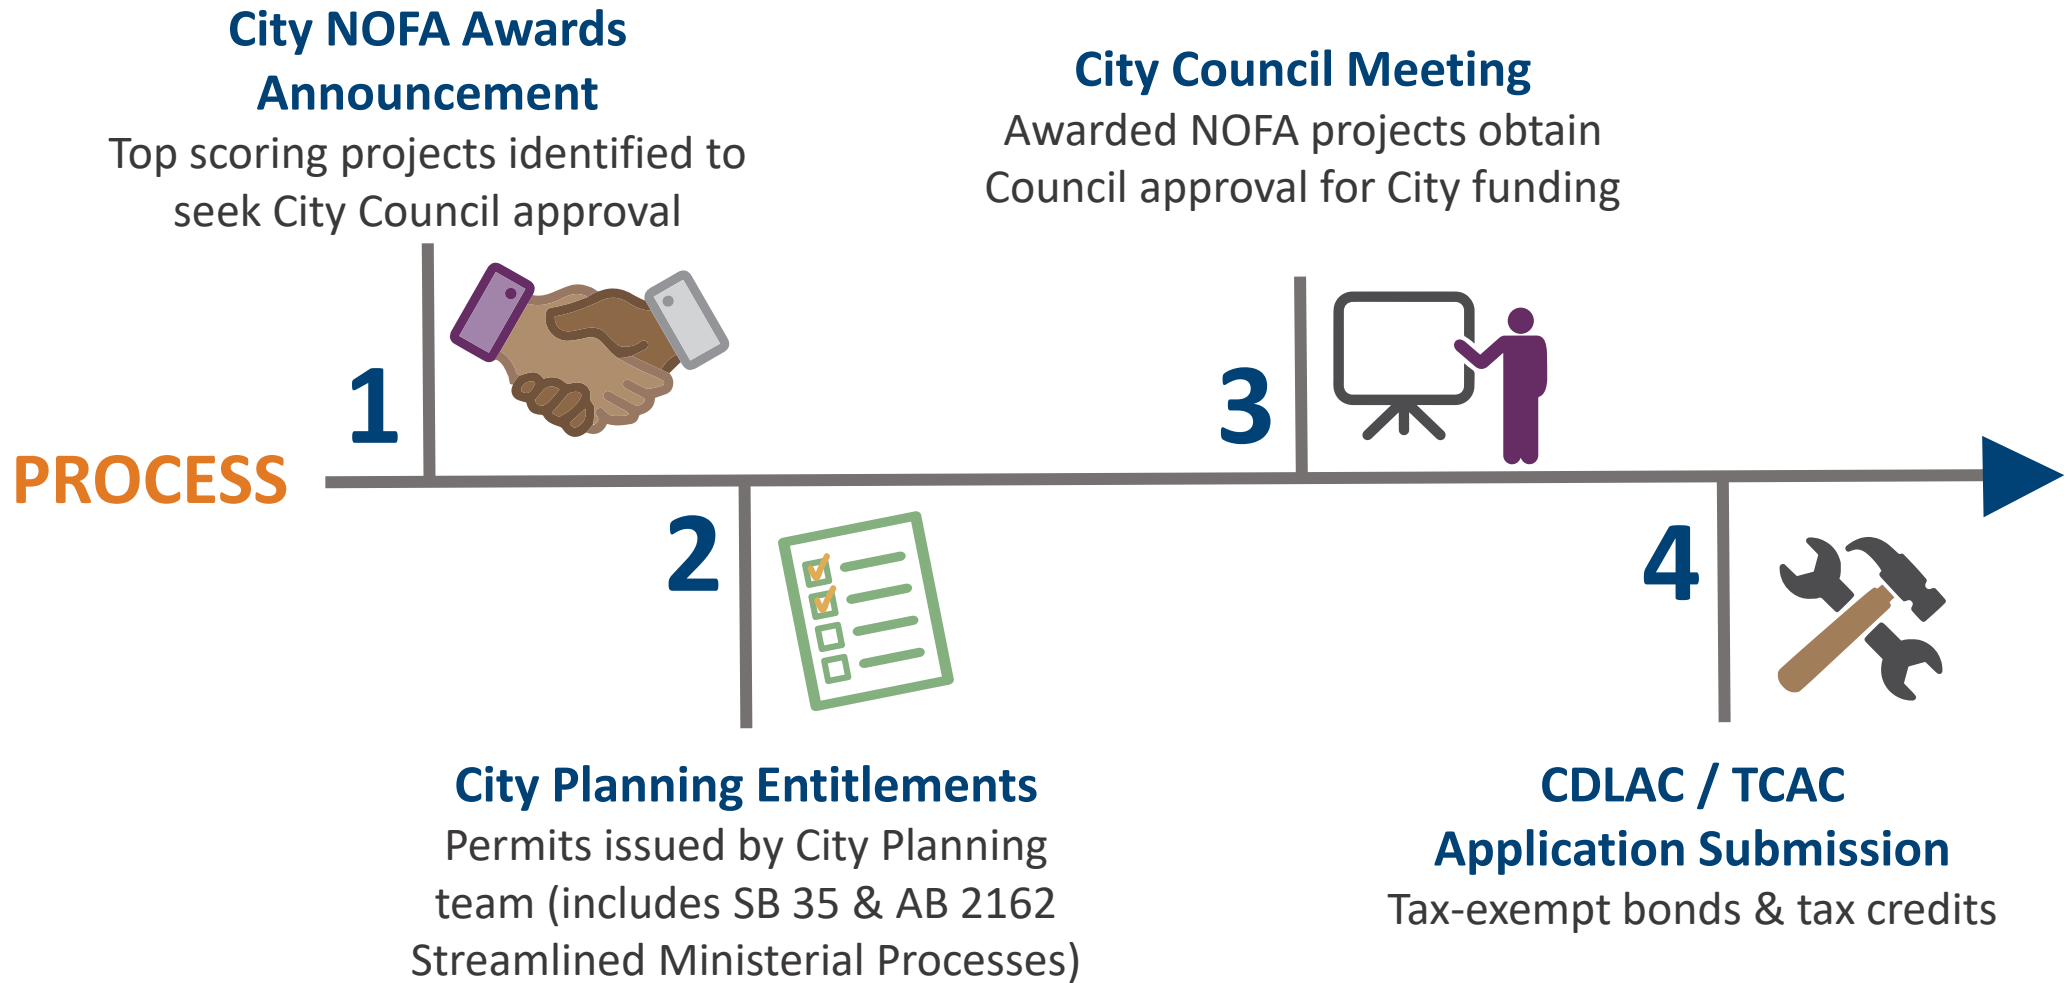 City NOFA Awards
Announcement
Top scoring projects identified to
seek City Council approval
City Council Meeting
Awarded NOFA projects obtain
Council approval for City funding
1
3
PROCESS
2
4
City Planning Entitlements
Permits issued by City Planning
team (includes SB 35 & AB 2162
Streamlined Ministerial Processes)
CDLAC / TCAC
Application Submission
Tax-exempt bonds & tax credits